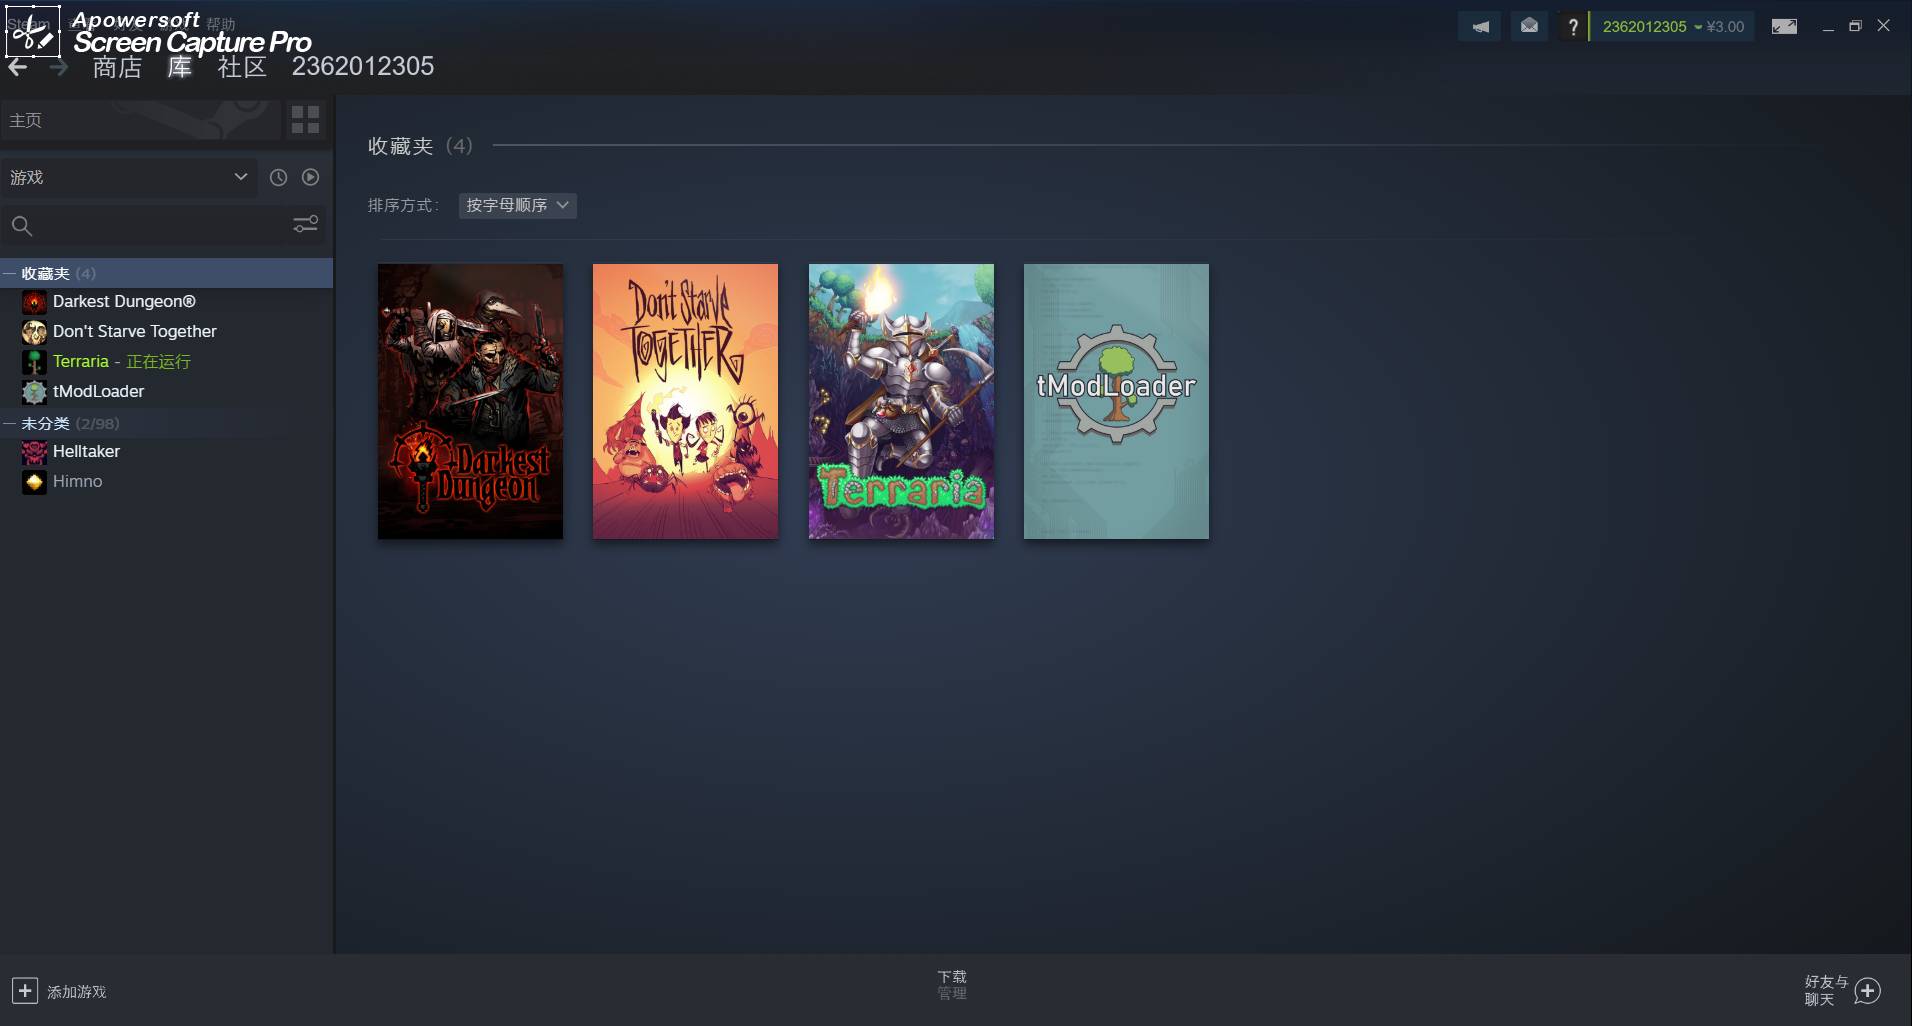 Apowersoft
Screen Capture Pro
Steam 帮助
? 2362012305 ¥3.00
商店 库 社区 2362012305
主页
游戏
收藏夹 (4)
Darkest Dungeon®
Don't Starve Together
Terraria - 正在运行
tModLoader
未分类 (2/98)
Helltaker
Himno
收藏夹 (4)
排序方式: 按字母顺序
Darkest
Dungeon
Don't Starve
TOGETHER
Terraria
tModLoader
添加游戏
下载
管理
好友与
聊天